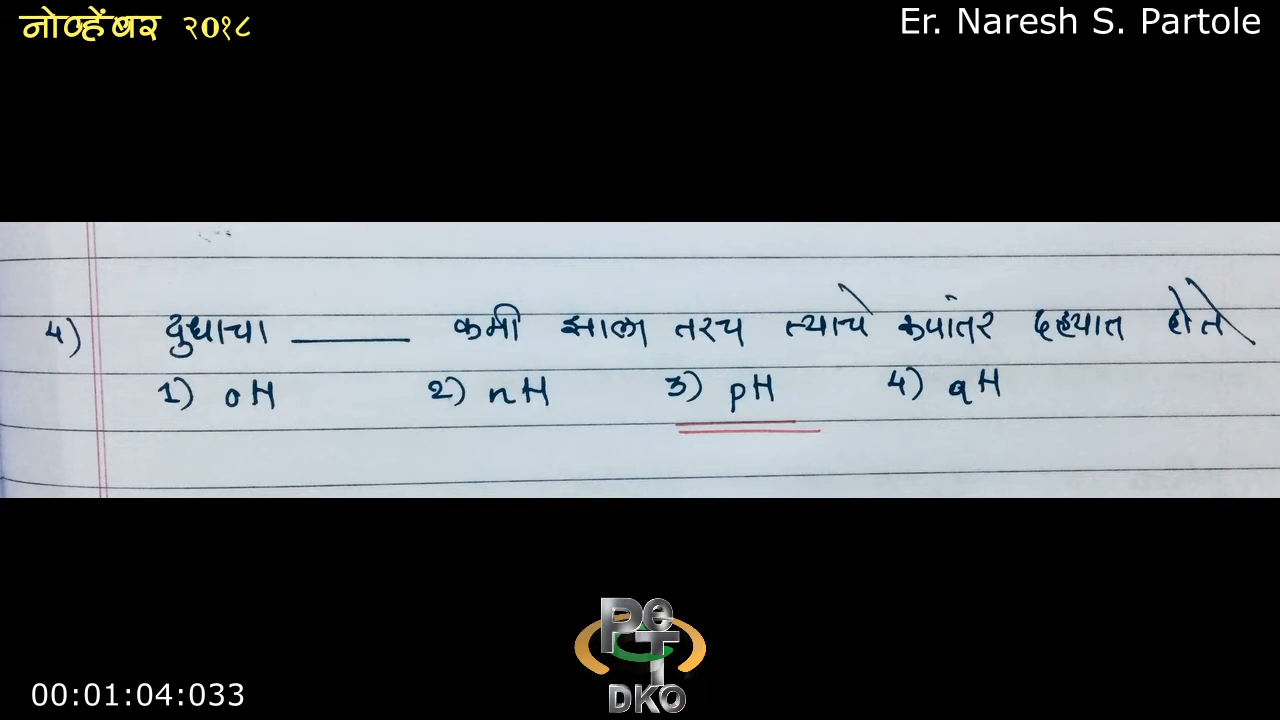 नोव्हेंबर २०१८
Er. Naresh S. Partole
4) दुधाचा ______ कमी झाला तरच त्याचे रूपांतर दह्यात होते
1) oH 2) nH 3) pH 4) qH
PeT
DKO
00:01:04:033